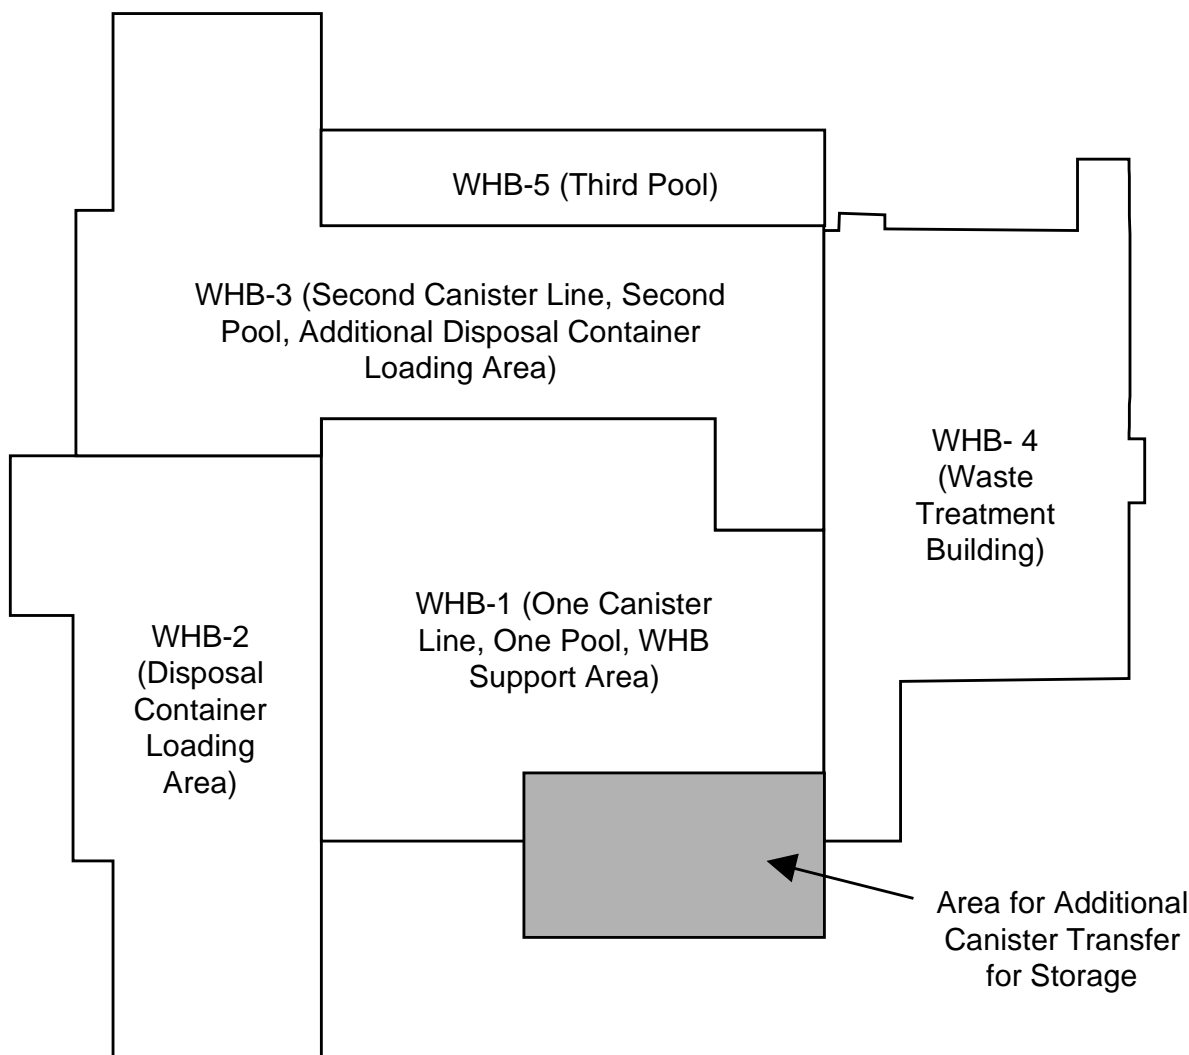 WHB-5 (Third Pool)
WHB-3 (Second Canister Line, Second
Pool, Additional Disposal Container
Loading Area)
WHB- 4
(Waste
Treatment
Building)
WHB-1 (One Canister
Line, One Pool, WHB
Support Area)
WHB-2
(Disposal
Container
Loading
Area)
Area for Additional
Canister Transfer
for Storage